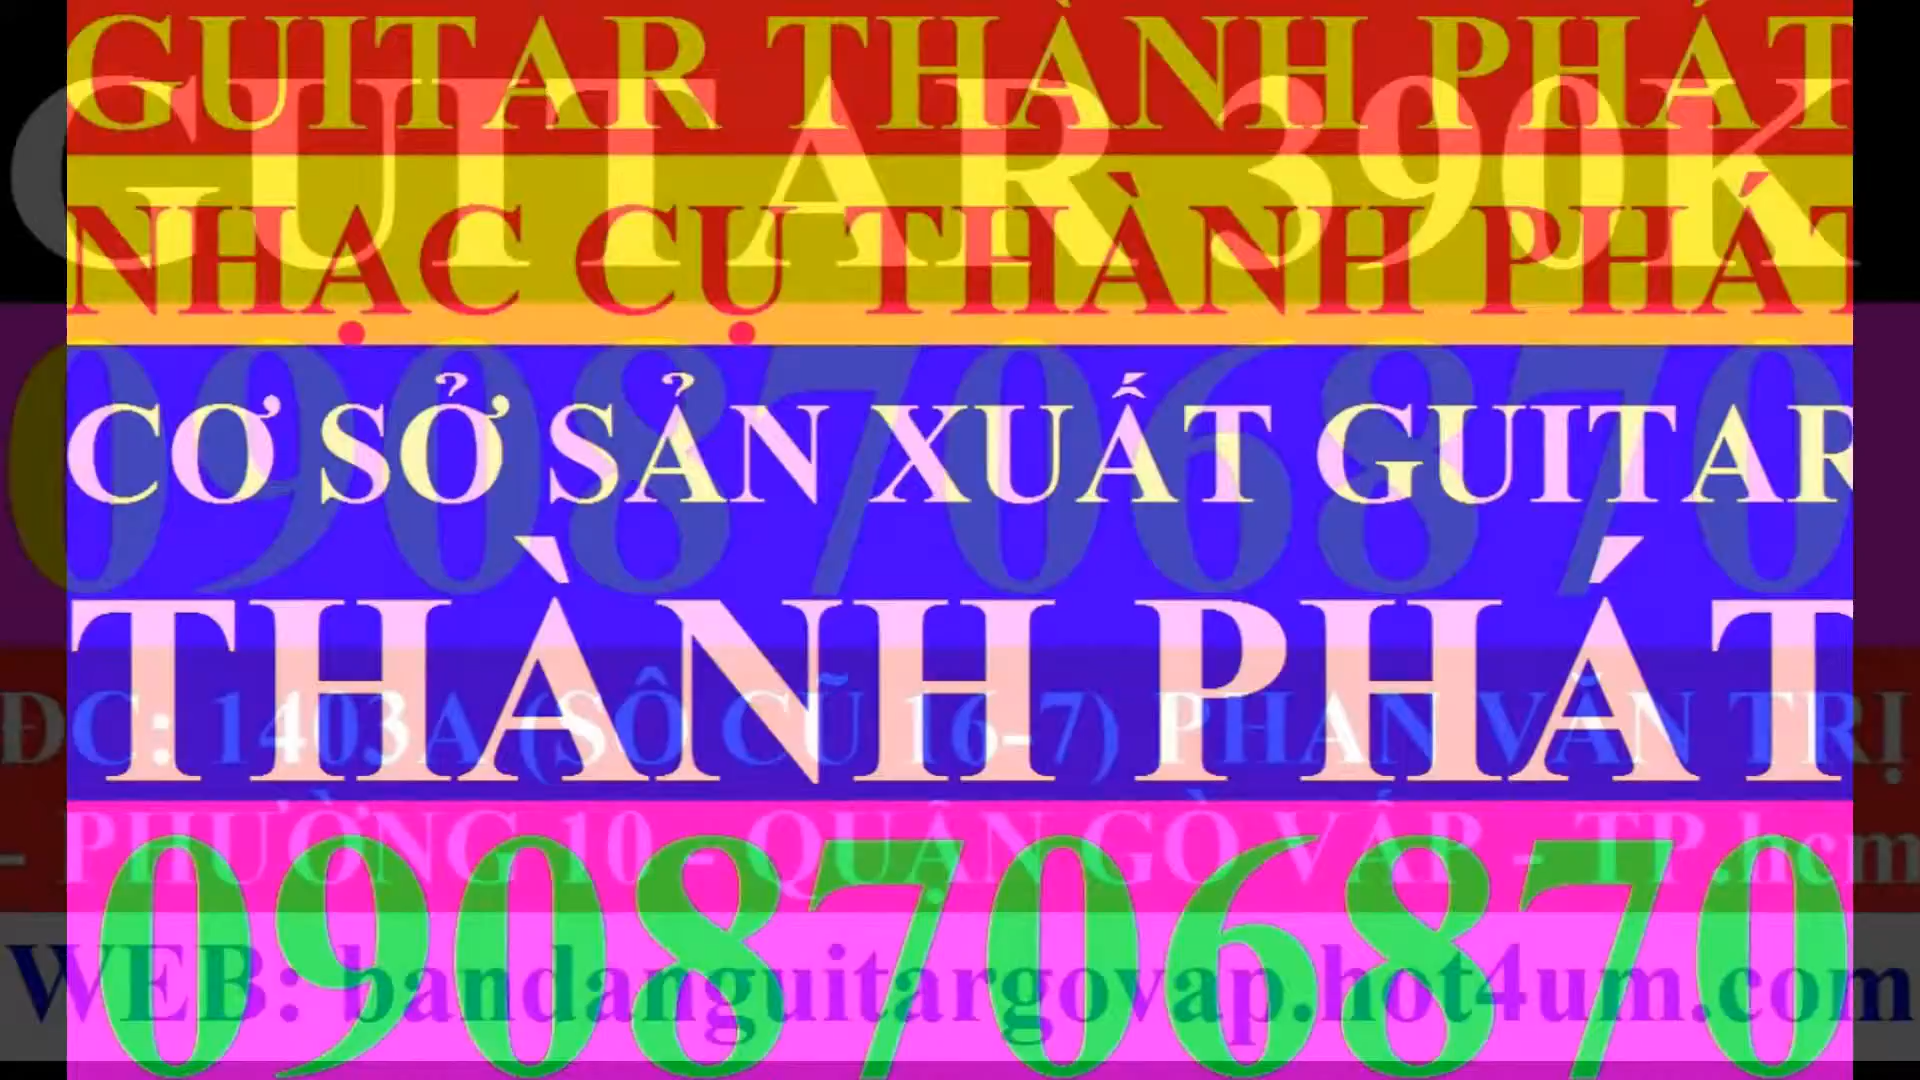 GUITAR THÀNH PHÁT
GUITAR 390K
NHẠC CỤ THÀNH PHÁT
0908706870
CƠ SỞ SẢN XUẤT GUITAR
THÀNH PHÁT
ĐC: 1403A (SỐ CŨ 16-7) PHAN VĂN TRỊ
- PHƯỜNG 10 - QUẬN GÒ VẤP - TP.hcm
0908706870
WEB: bandanguitargovap.hot4um.com